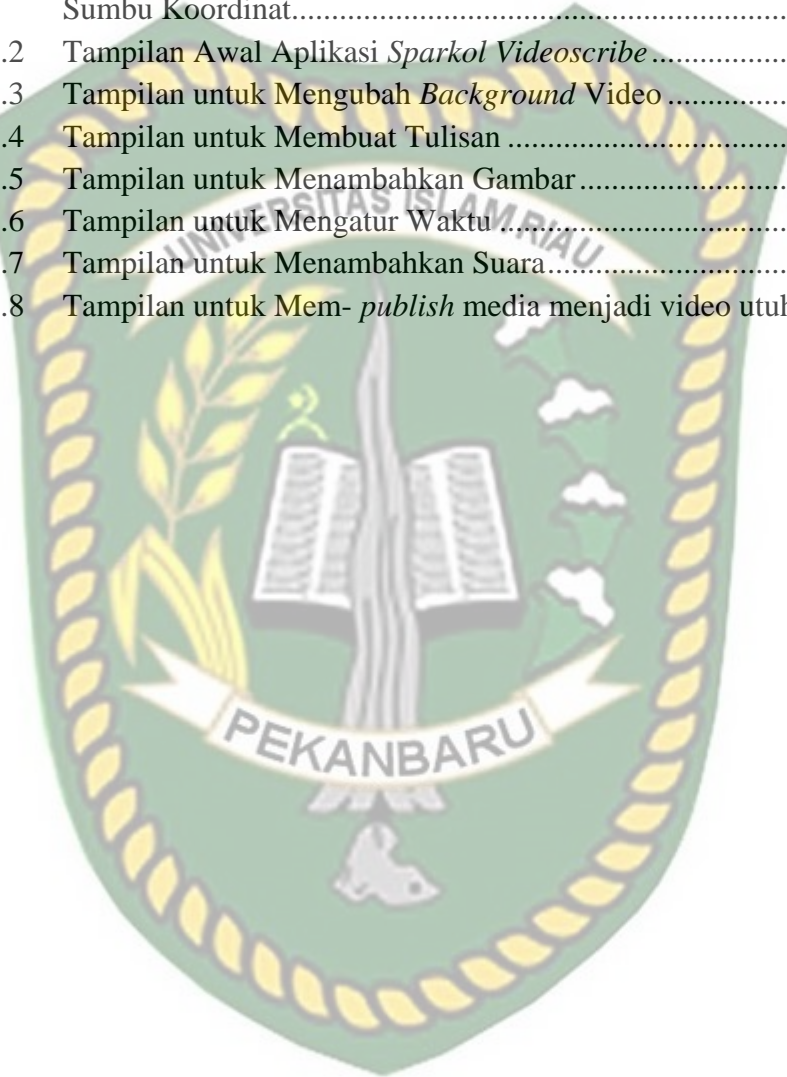 Sumbu Koordinat..........................................................................
.2 Tampilan Awal Aplikasi Sparkol Videoscribe....................
.3 Tampilan untuk Mengubah Background Video..................
.4 Tampilan untuk Membuat Tulisan.......................................
.5 Tampilan untuk Menambahkan Gambar.............................
.6 Tampilan untuk Mengatur Waktu........................................
.7 Tampilan untuk Menambahkan Suara.................................
.8 Tampilan untuk Mem- publish media menjadi video utuh
UNIVERSITAS ISLAM RIAU
PEKANBARU